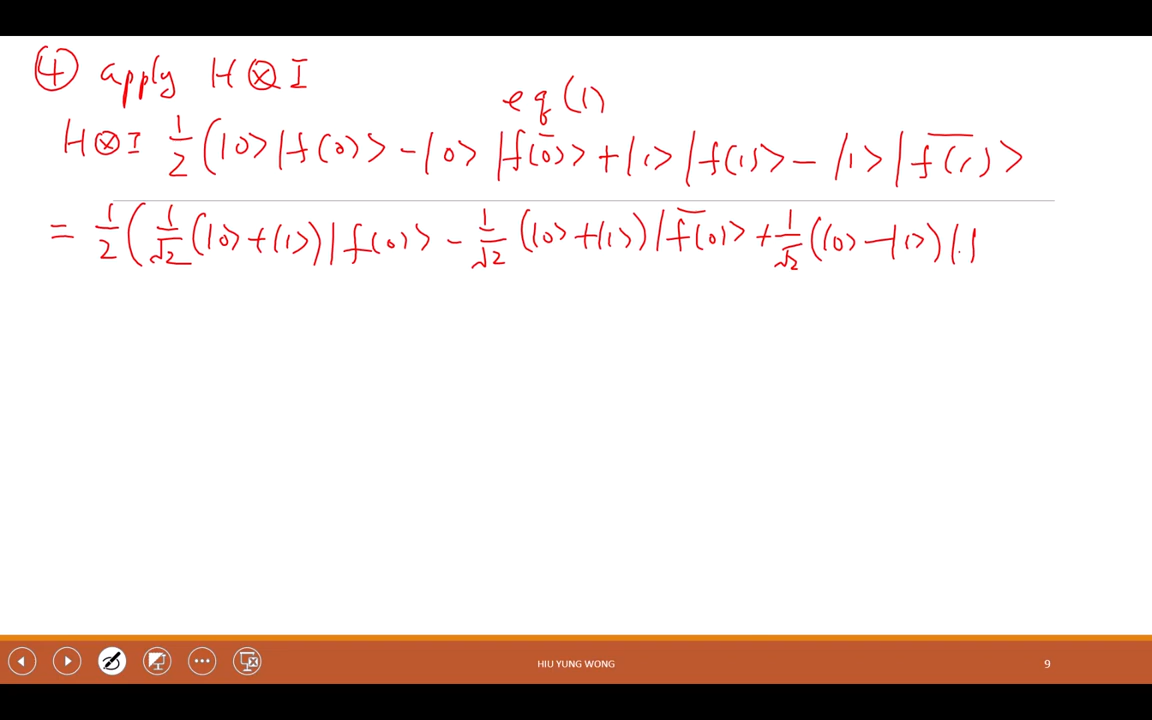 ④ apply H⊗I
eq(1)
H⊗I 1/2 (|0>|f(0)> - |0>|f̅(̅0)> + |1>|f(1)> - |1>|f̅(̅1̅)̅>
= 1/2 ( 1/√2 (|0> + |1>)|f(0)> - 1/√2 (|0> + |1>)|f̅(0)> + 1/√2 (|0> - |1>)|
HIU YUNG WONG
9